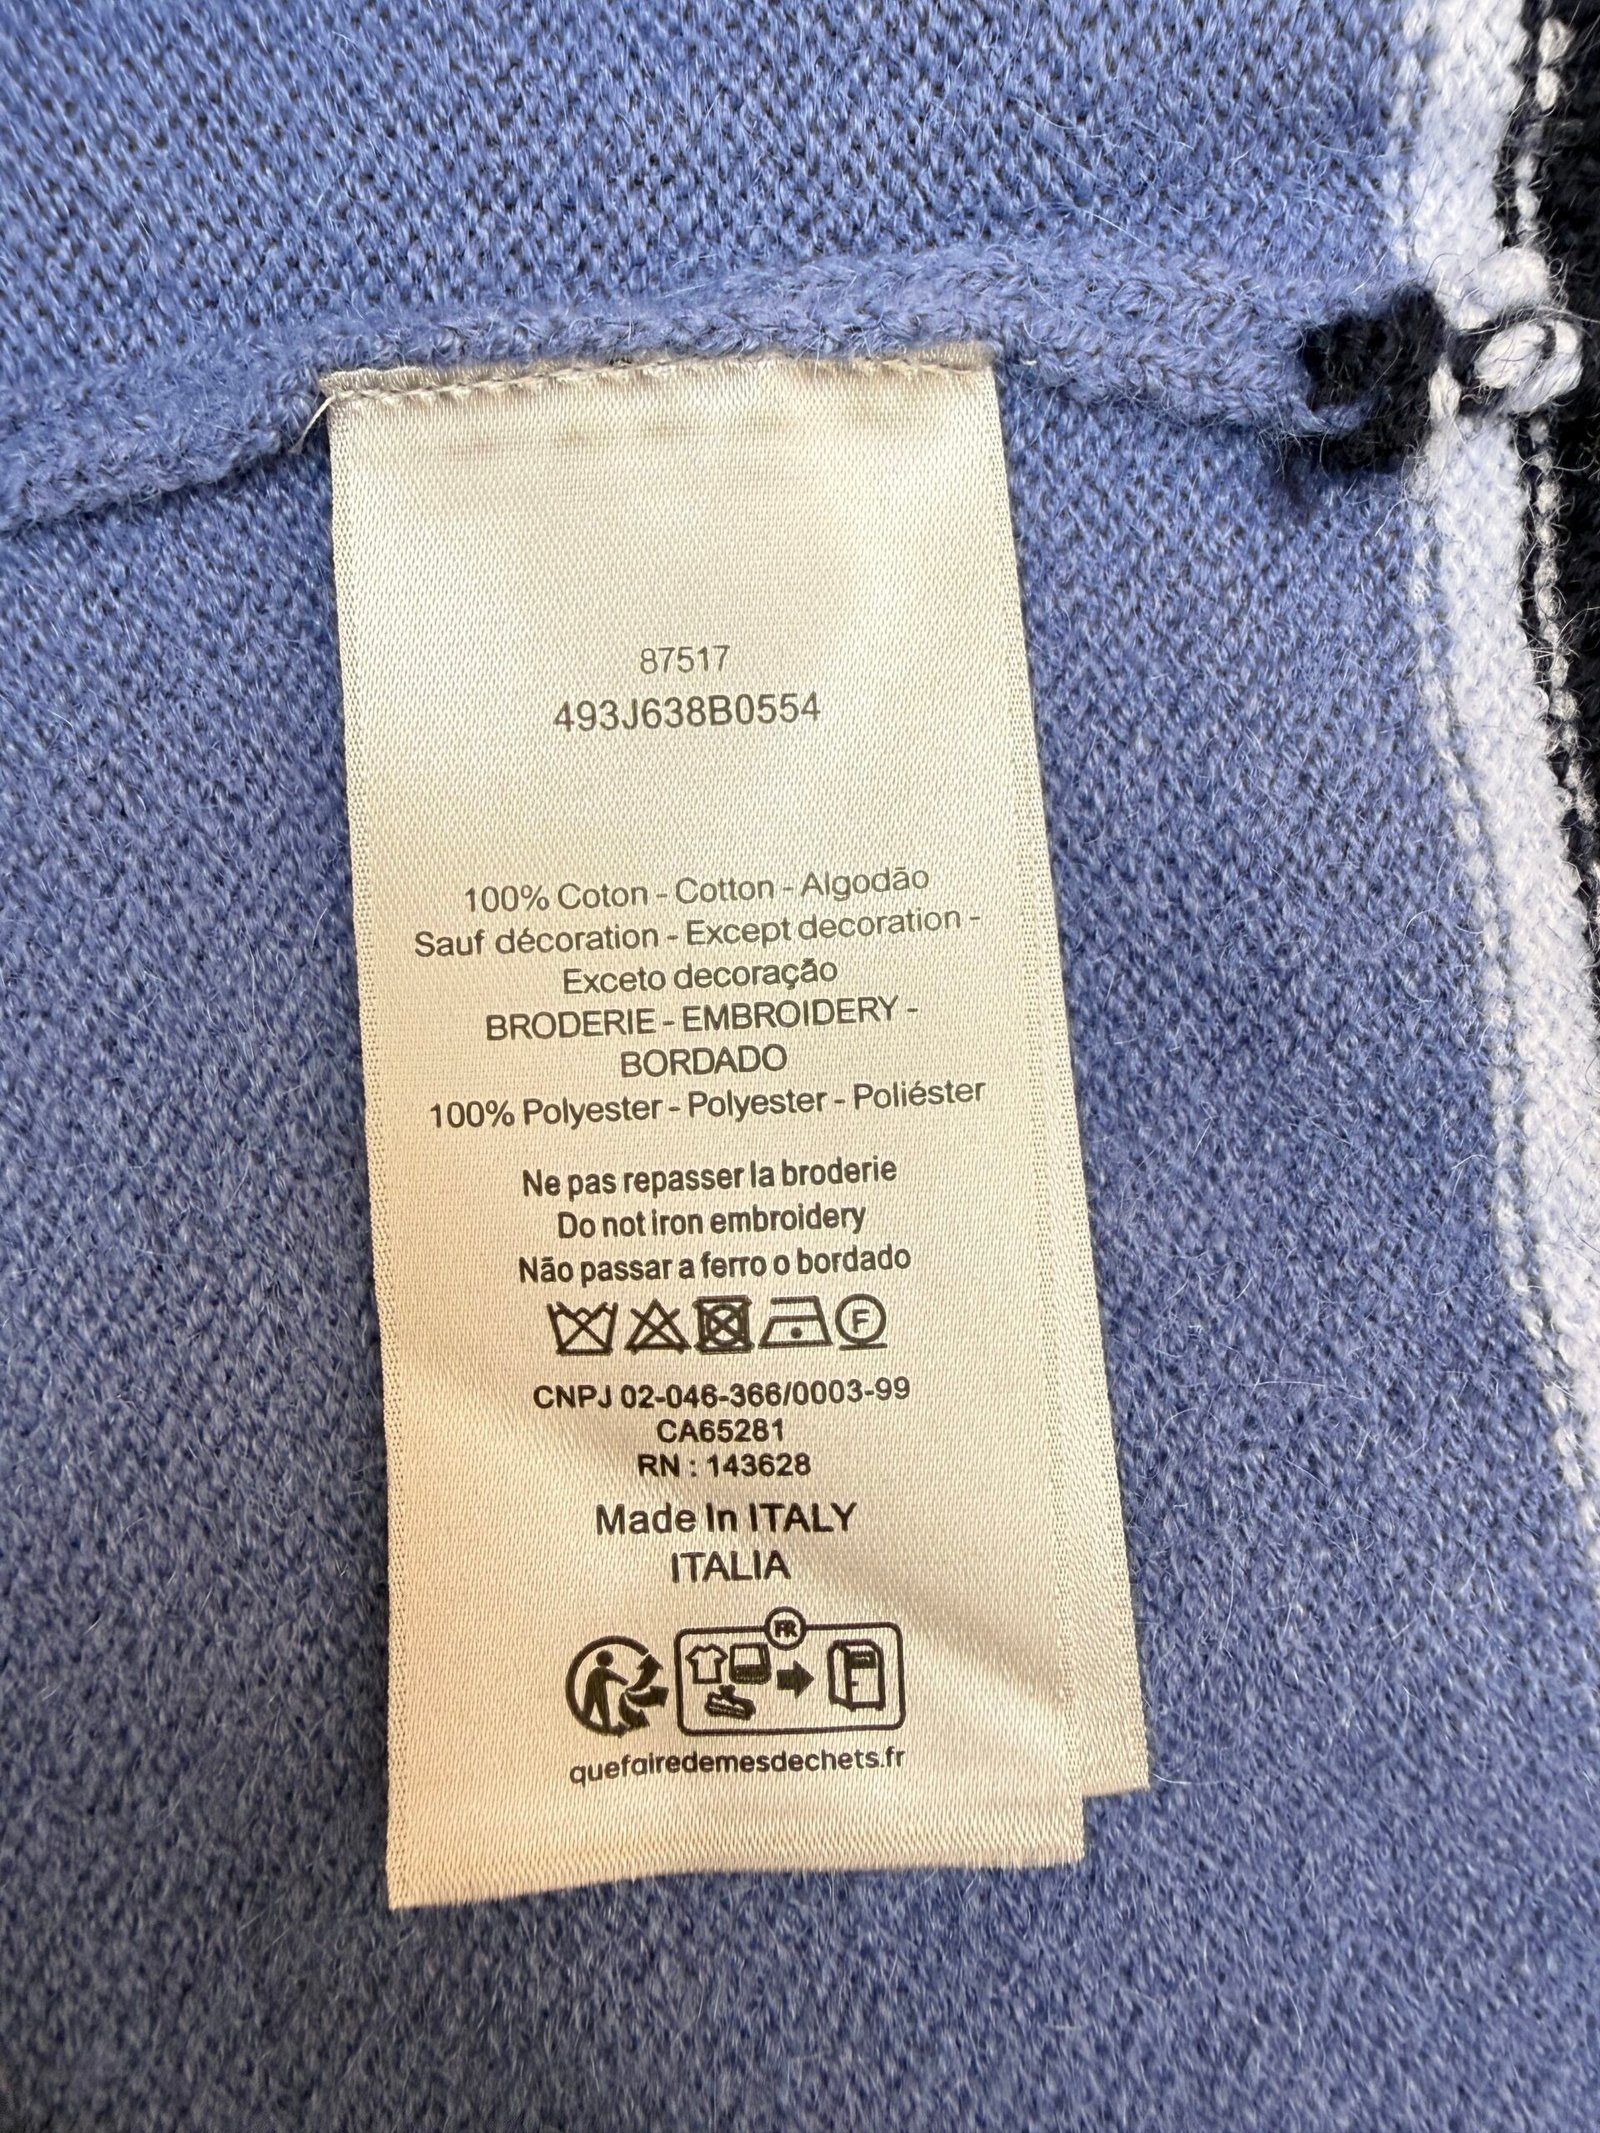 87517
493J638B0554
100% Coton - Cotton - Algodão
Sauf décoration - Except decoration -
Exceto decoração
BRODERIE - EMBROIDERY -
BORDADO
100% Polyester - Polyester - Poliéster
Ne pas repasser la broderie
Do not iron embroidery
Não passar a ferro o bordado
F
CNPJ 02-046-366/0003-99
CA65281
RN : 143628
Made In ITALY
ITALIA
FR
quefairedemesdechets.fr